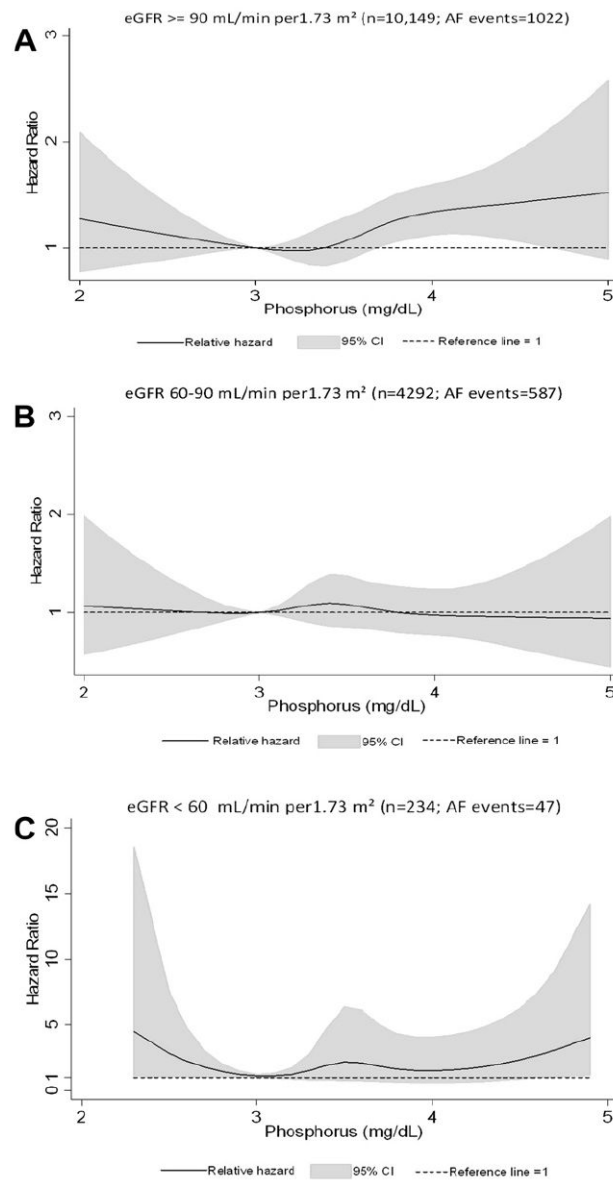 eGFR >= 90 mL/min per1.73 m² (n=10,149; AF events=1022)
A
3
2
1
Hazard Ratio
2 3 4 5
Phosphorus (mg/dL)
Relative hazard 95% CI Reference line = 1
eGFR 60-90 mL/min per1.73 m² (n=4292; AF events=587)
B
3
2
1
Hazard Ratio
2 3 4 5
Phosphorus (mg/dL)
Relative hazard 95% CI Reference line = 1
eGFR < 60 mL/min per1.73 m² (n=234; AF events=47)
C
20
15
10
5
0 1
Hazard Ratio
2 3 4 5
Phosphorus (mg/dL)
Relative hazard 95% CI Reference line =1